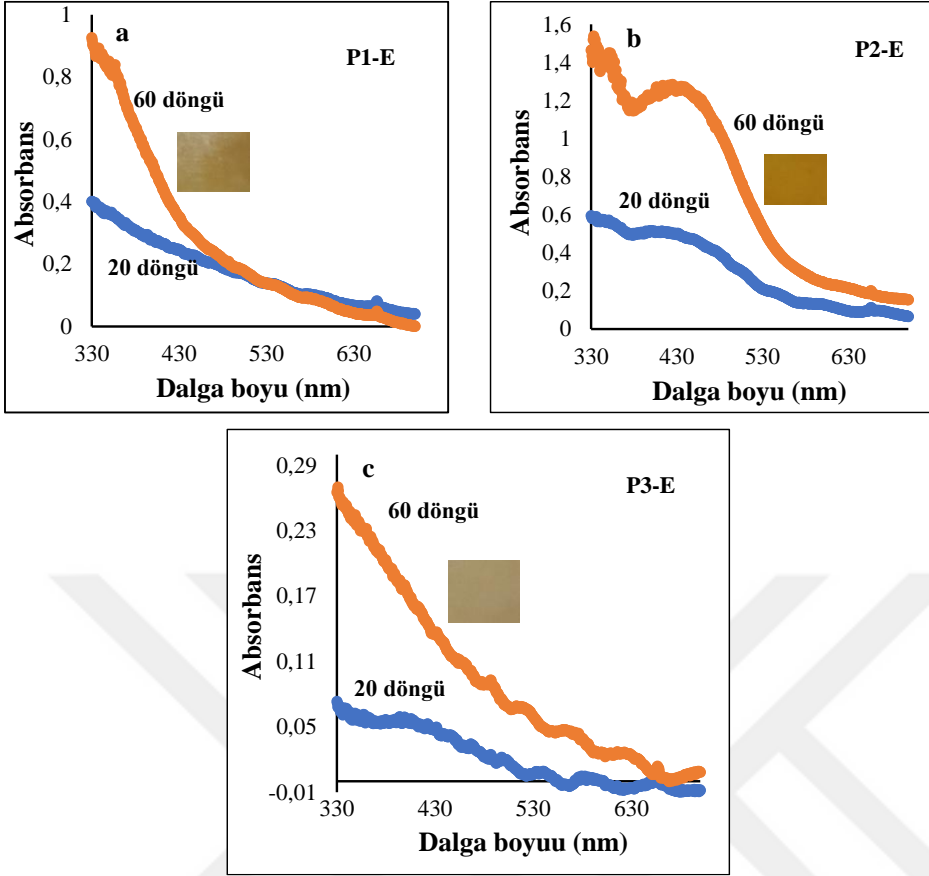 a
P1-E
1
0,8
0,6
0,4
0,2
0
Absorbans
60 döngü
20 döngü
330 430 530 630
Dalga boyu (nm)
b
P2-E
1,6
1,4
1,2
1
0,8
0,6
0,4
0,2
0
Absorbans
60 döngü
20 döngü
330 430 530 630
Dalga boyu (nm)
c
P3-E
0,29
0,23
0,17
0,11
0,05
-0,01
Absorbans
60 döngü
20 döngü
330 430 530 630
Dalga boyuu (nm)